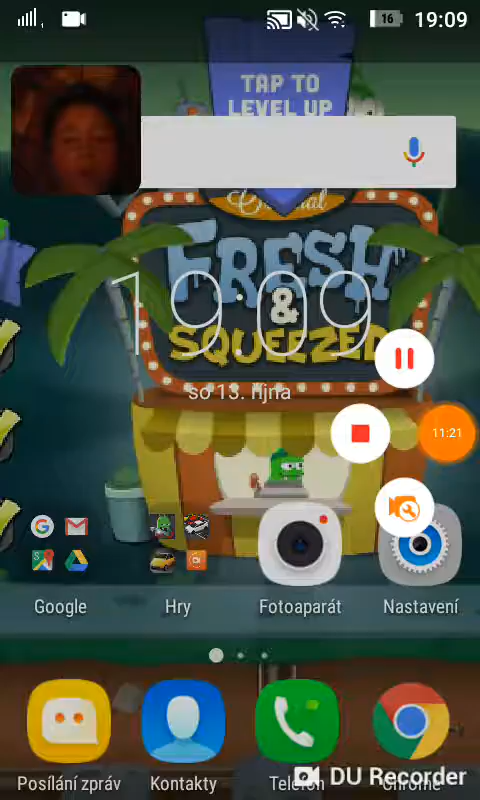 16 19:09
TAP TO
LEVEL UP
FRESH
&
SQUEEZED
19:09
so 13. října
11:21
Google
Hry
Fotoaparát
Nastavení
Posílání zpráv
Kontakty
Telefon
Chrome
DU Recorder